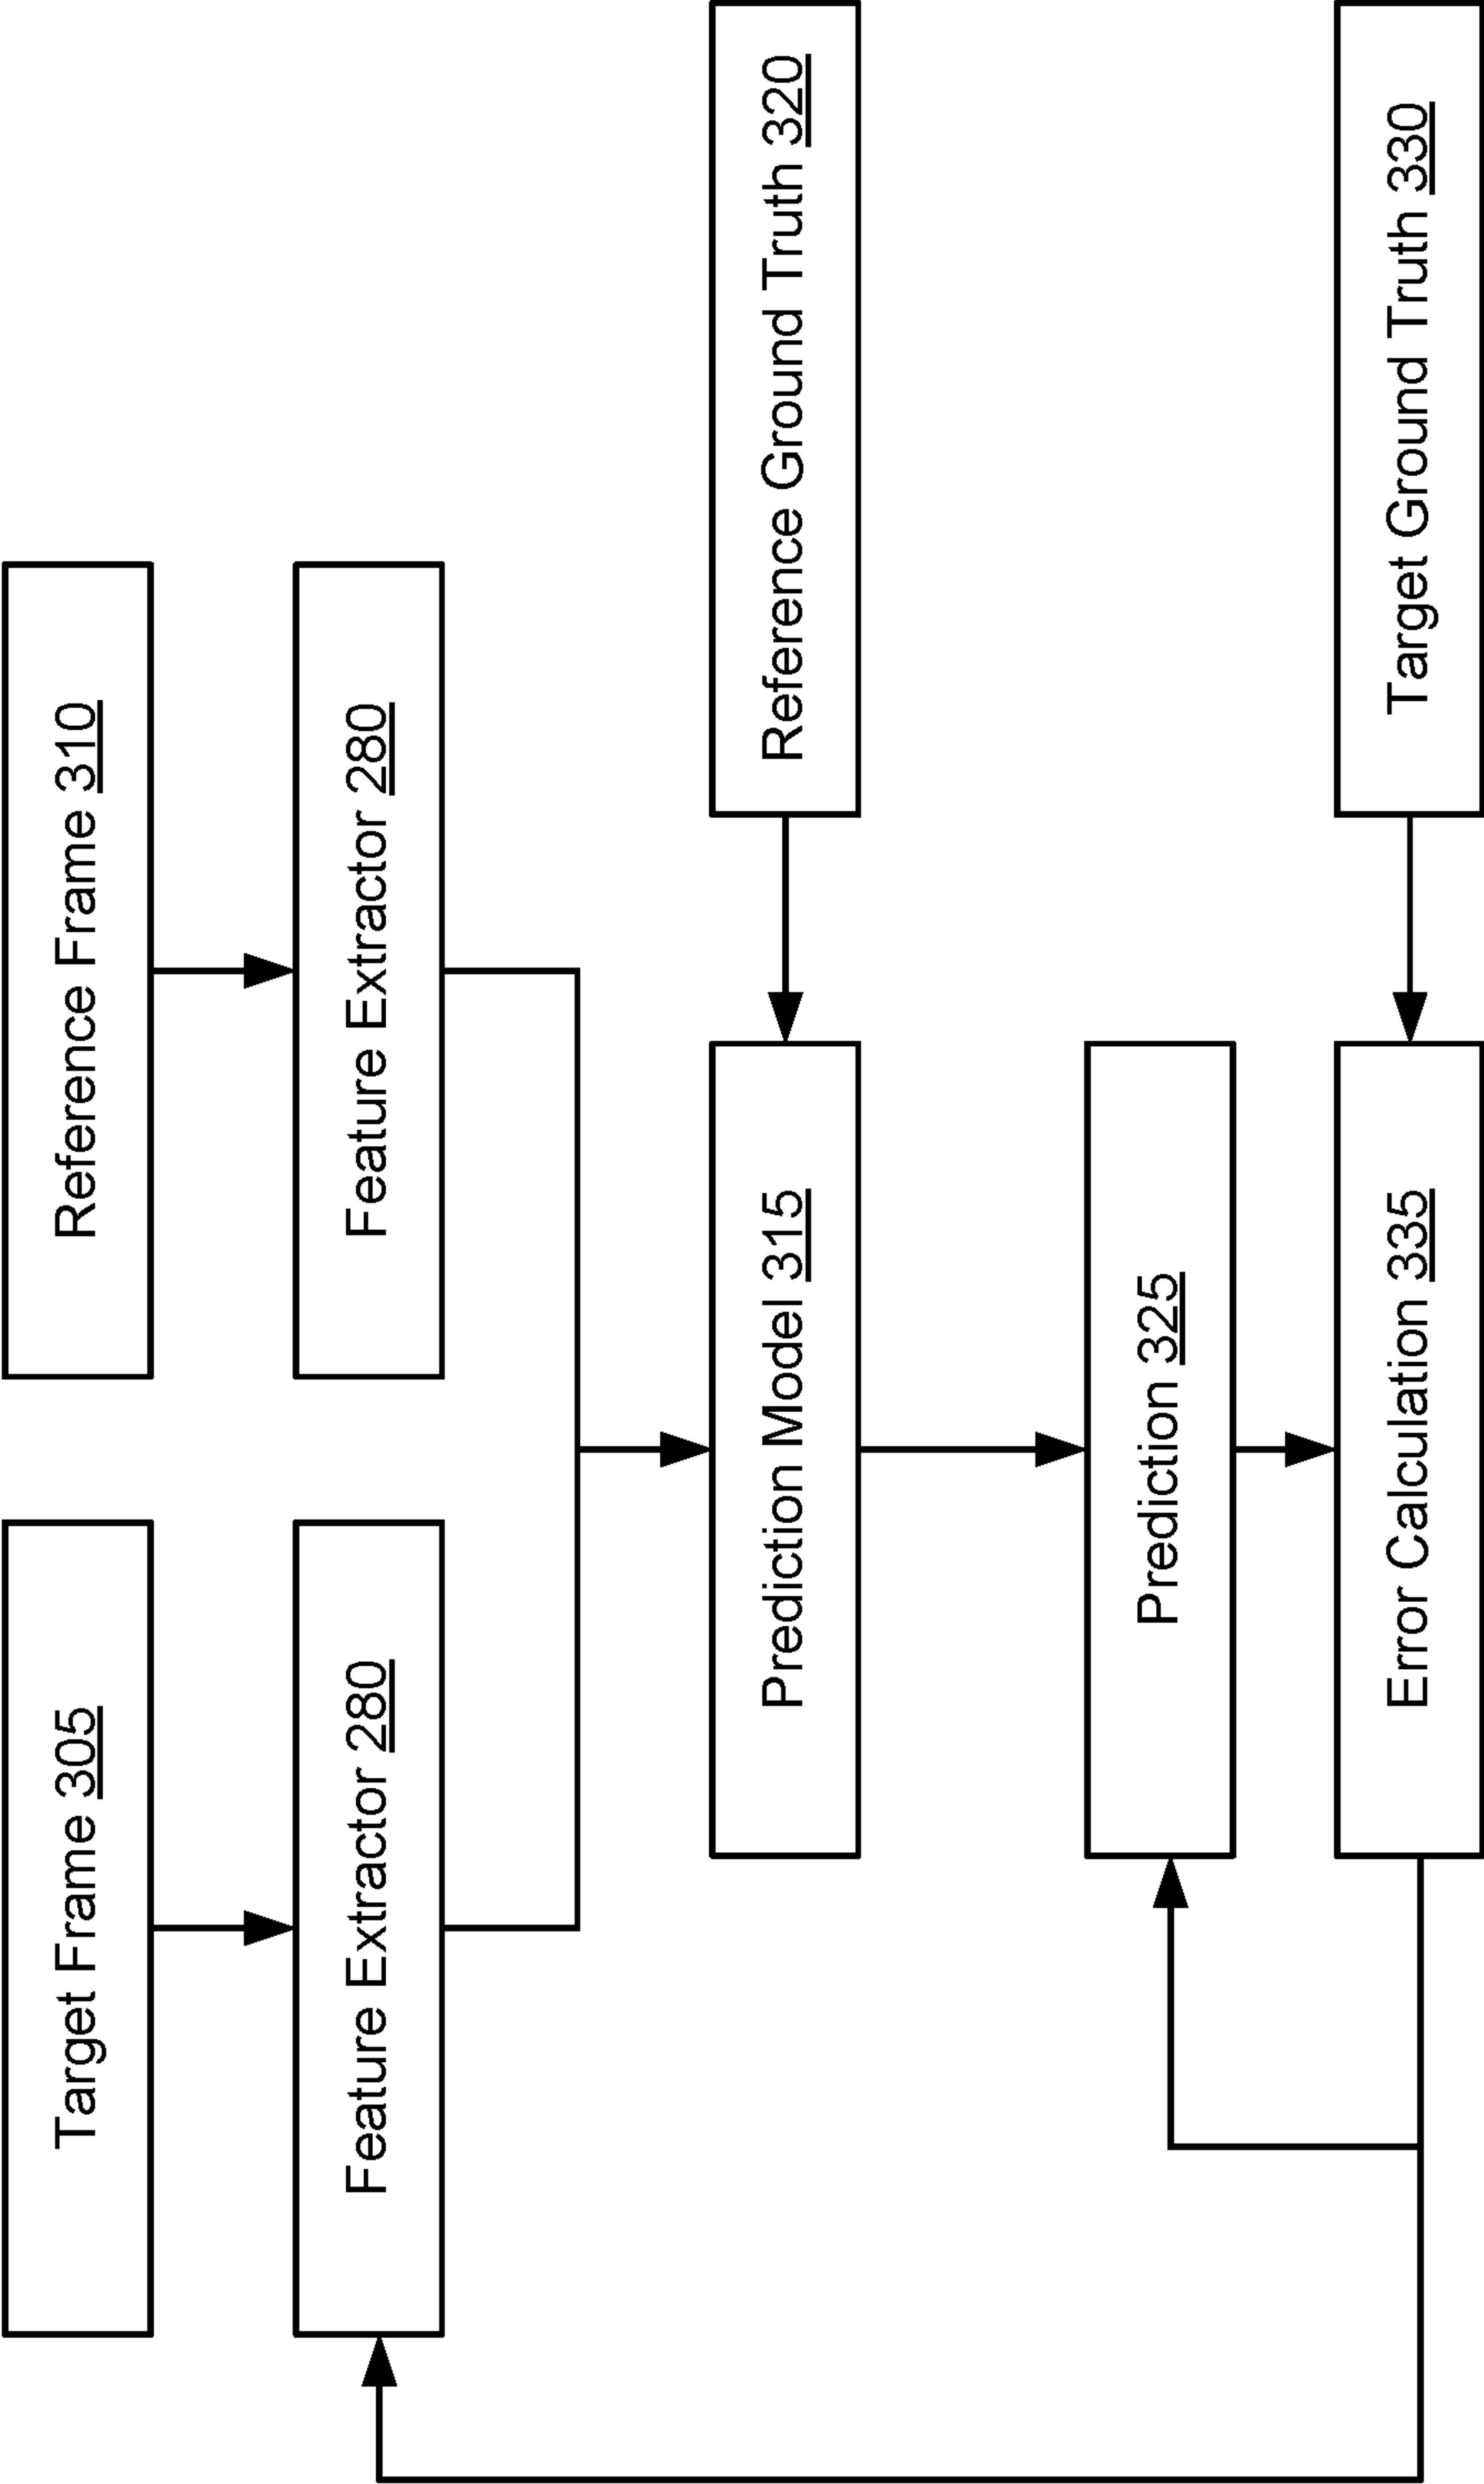 Target Frame 305
Reference Frame 310
Feature Extractor 280
Feature Extractor 280
Prediction Model 315
Reference Ground Truth 320
Prediction 325
Error Calculation 335
Target Ground Truth 330